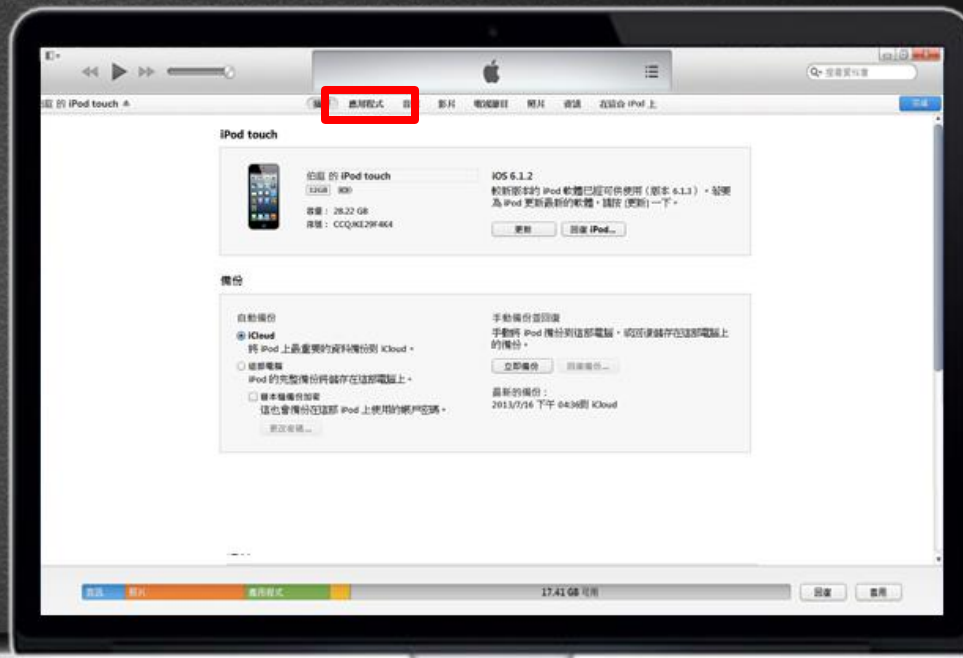 的 iPod touch
應用程式
影片
電視節目
照片
資訊
在這台 iPod 上
完成
iPod touch
伯庭 的 iPod touch
32GB
容量： 28.22 GB
iOS 6.1.2
較新版本的 iPod 軟體已經可供使用（版本 6.1.3）。若要
為 iPod 更新最新的軟體，請按 [更新] 一下。
更新
回復 iPod...
備份
自動備份
iCloud
將 iPod 上最重要的資料備份到 iCloud。
這部電腦
iPod 的完整備份將儲存在這部電腦上。
替本機備份加密
這也會備份在這部 iPod 上使用的帳戶密碼。
更改密碼...
手動備份並回復
手動將 iPod 備份到這部電腦，或回復儲存在這部電腦上
的備份。
立即備份
回復備份...
最新的備份：
2013/7/16 下午 04:36到 iCloud
音訊
照片
應用程式
17.41 GB 可用
回復
套用